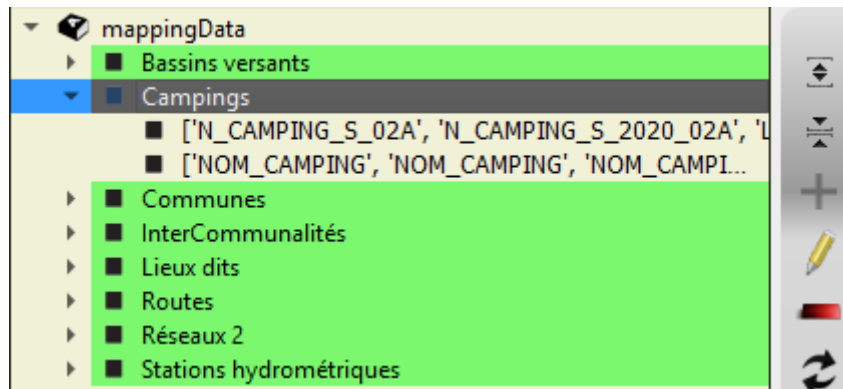 mappingData
Bassins versants
Campings
['N_CAMPING_S_02A', 'N_CAMPING_S_2020_02A', 'L
['NOM_CAMPING', 'NOM_CAMPING', 'NOM_CAMPI...
Communes
InterCommunalités
Lieux dits
Routes
Réseaux 2
Stations hydrométriques